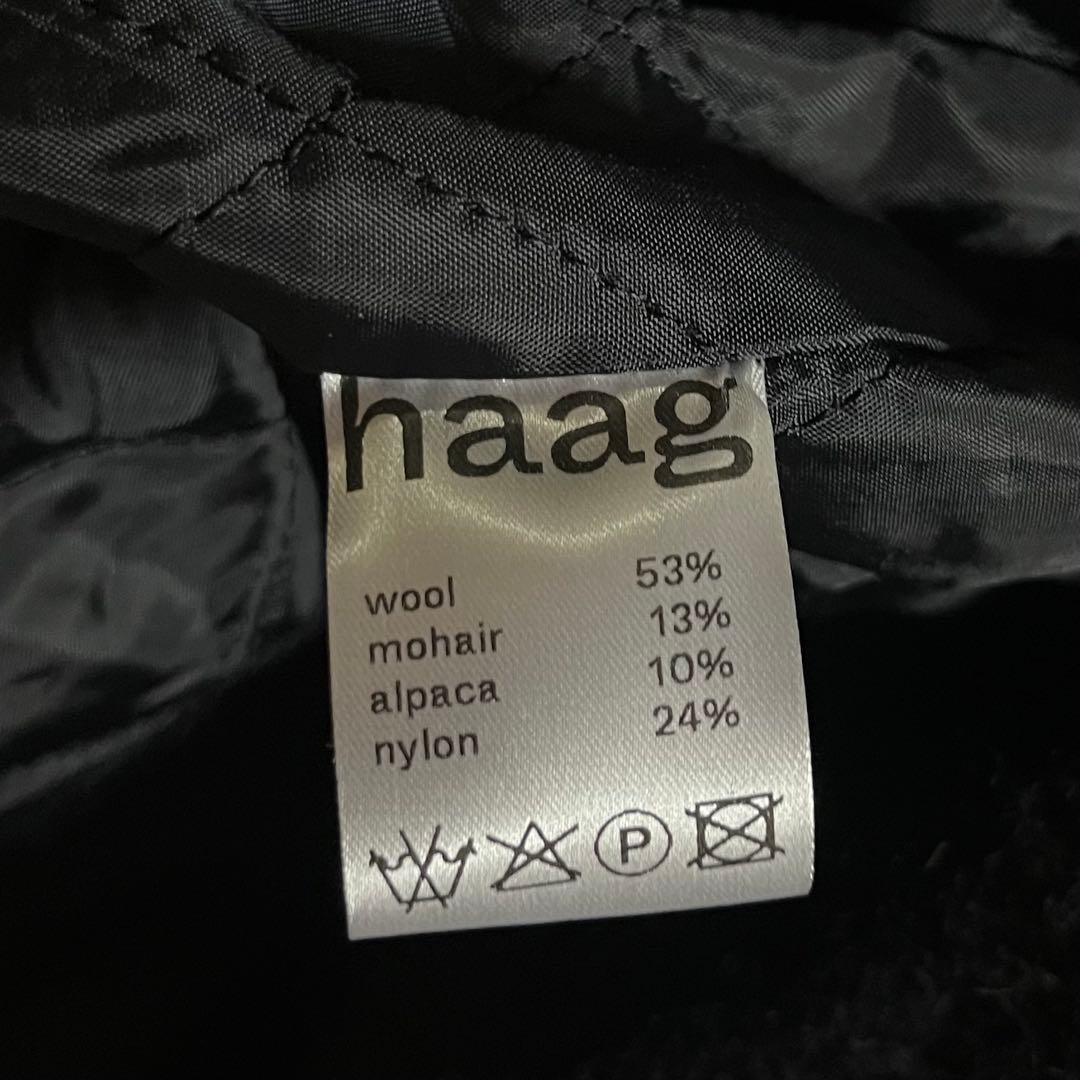 haag
wool 53%
mohair 13%
alpaca 10%
nylon 24%
P